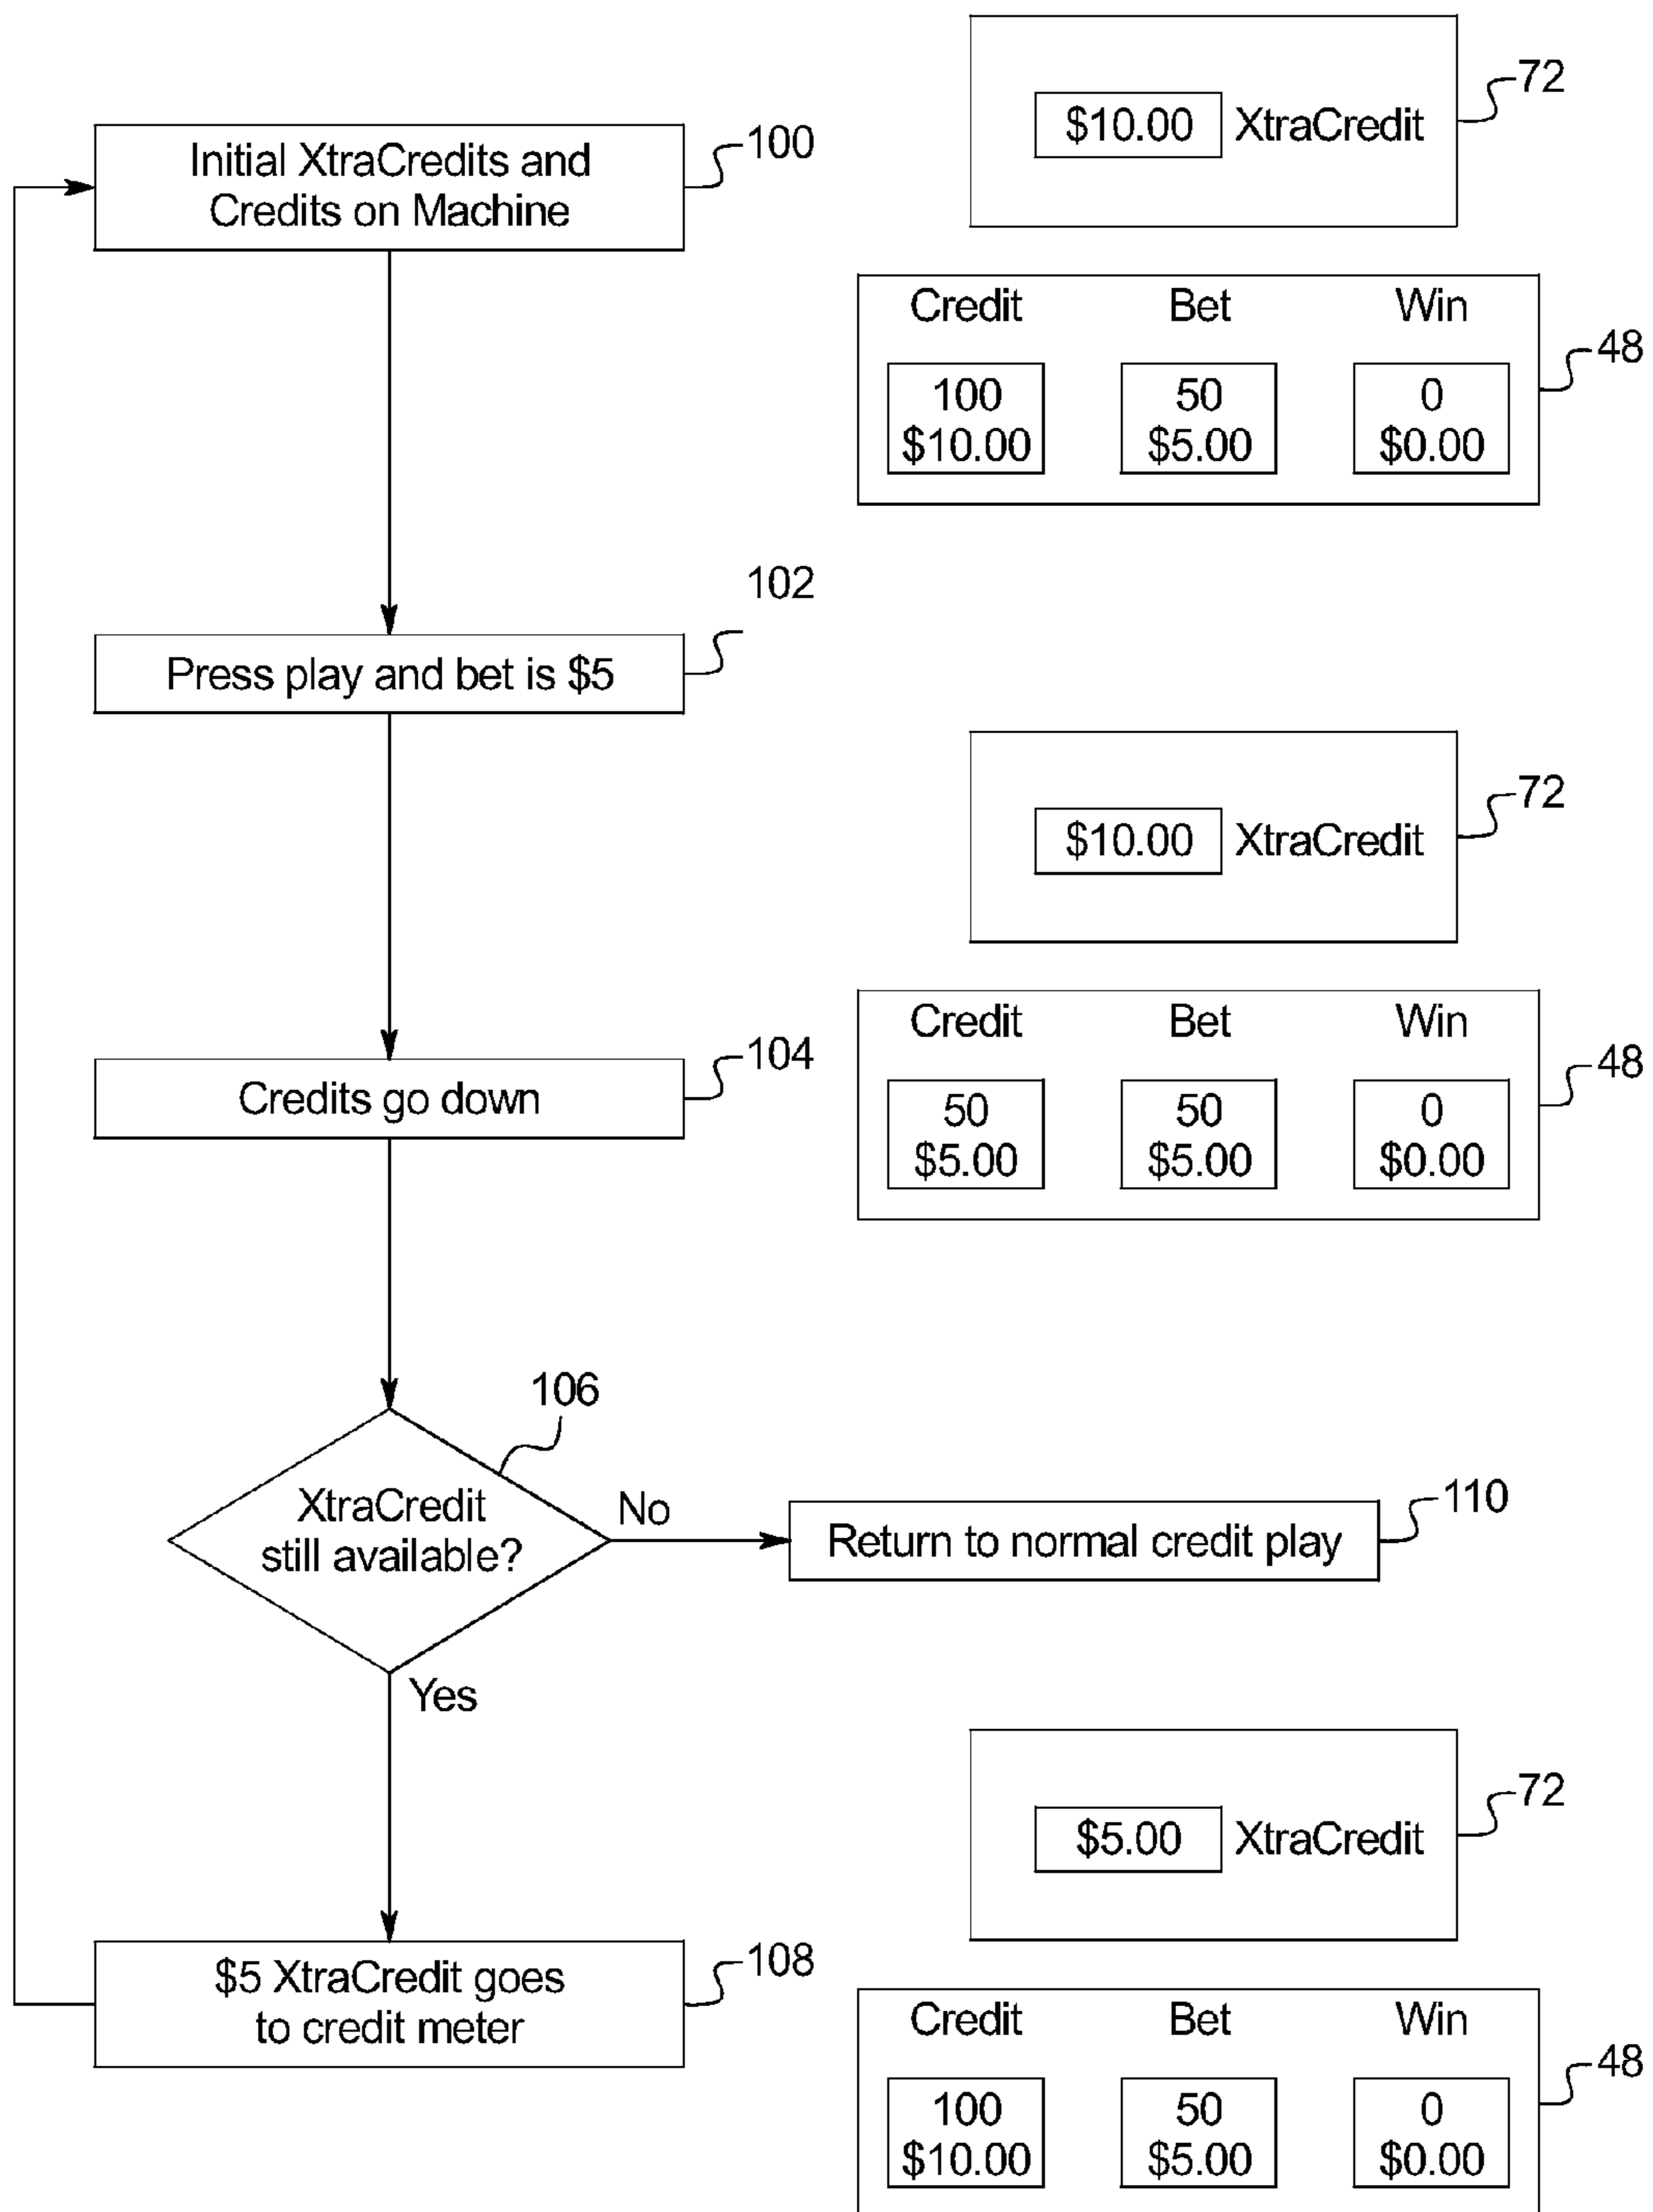 $10.00 XtraCredit
72
Initial XtraCredits and
Credits on Machine
100
Credit Bet Win
100 50 0
$10.00 $5.00 $0.00
48
102
Press play and bet is $5
$10.00 XtraCredit
72
Credits go down
104
Credit Bet Win
50 50 0
$5.00 $5.00 $0.00
48
106
XtraCredit
still available?
No
Return to normal credit play
110
Yes
$5.00 XtraCredit
72
$5 XtraCredit goes
to credit meter
108
Credit Bet Win
100 50 0
$10.00 $5.00 $0.00
48